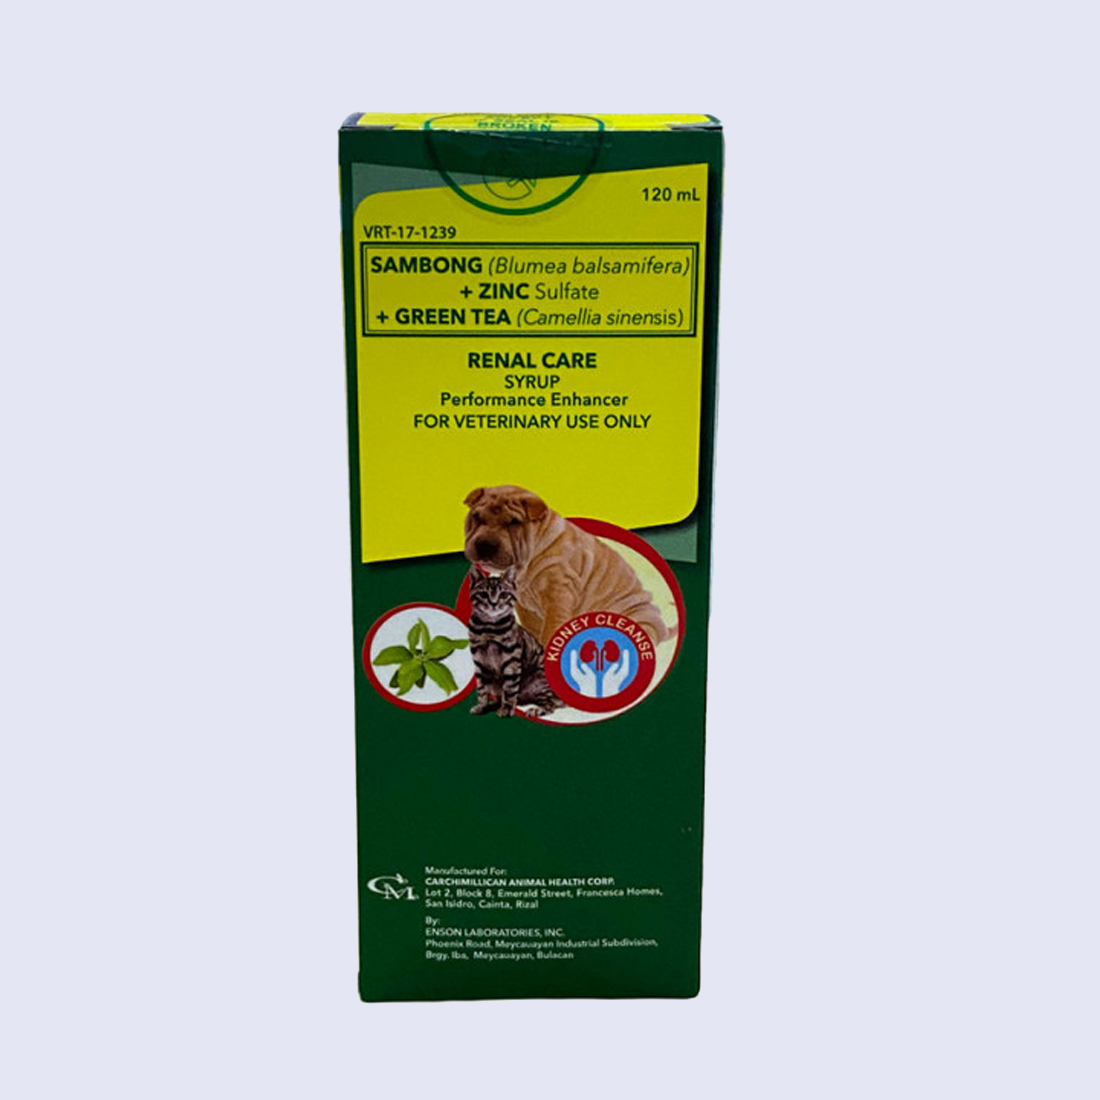 BROKEN
120 mL
VRT-17-1239
SAMBONG (Blumea balsamifera)
+ ZINC Sulfate
+ GREEN TEA (Camellia sinensis)
RENAL CARE
SYRUP
Performance Enhancer
FOR VETERINARY USE ONLY
KIDNEY CLEANSE
CM
Manufactured For:
CARCHIMILLICAN ANIMAL HEALTH CORP.
Lot 2, Block 8, Emerald Street, Francesca Homes,
San Isidro, Cainta, Rizal
By:
ENSON LABORATORIES, INC.
Phoenix Road, Meycauayan Industrial Subdivision,
Brgy. Iba, Meycauayan, Bulacan